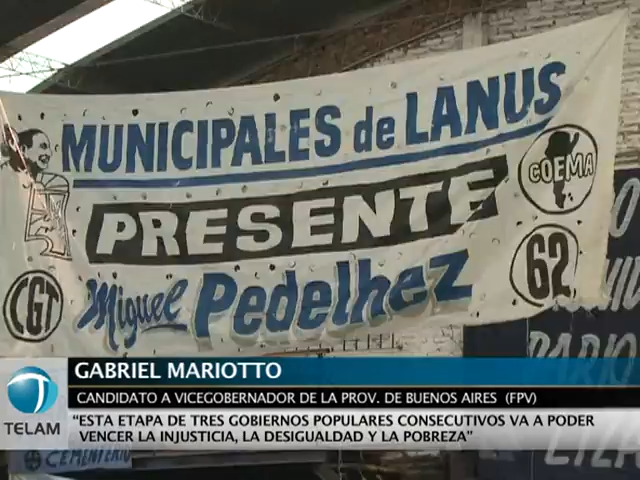 MUNICIPALES de LANUS
COEMA
PRESENTE
62
CGT
Miguel Pedelhez
GABRIEL MARIOTTO
CANDIDATO A VICEGOBERNADOR DE LA PROV. DE BUENOS AIRES (FPV)
TELAM
"ESTA ETAPA DE TRES GOBIERNOS POPULARES CONSECUTIVOS VA A PODER
VENCER LA INJUSTICIA, LA DESIGUALDAD Y LA POBREZA"
CEMENTERIO